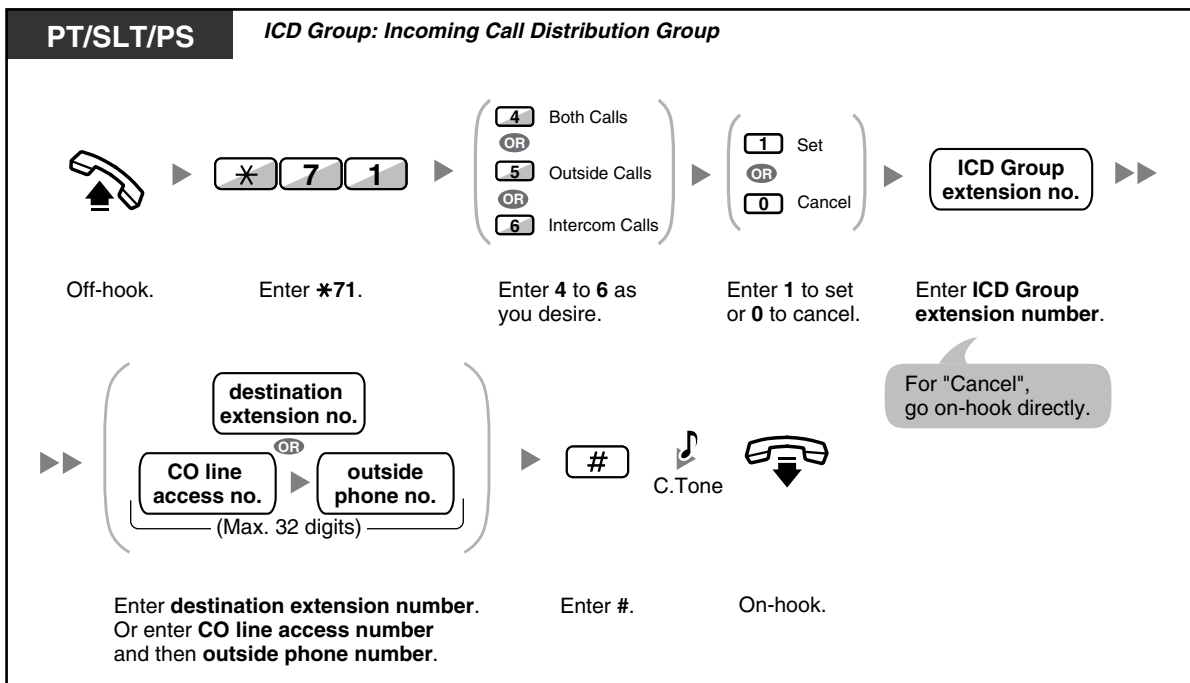 PT/SLT/PS
ICD Group: Incoming Call Distribution Group
4 Both Calls
OR
5 Outside Calls
OR
6 Intercom Calls
1 Set
OR
0 Cancel
* 7 1
ICD Group
extension no.
Off-hook.
Enter *71.
Enter 4 to 6 as
you desire.
Enter 1 to set
or 0 to cancel.
Enter ICD Group
extension number.
For "Cancel",
go on-hook directly.
destination
extension no.
OR
CO line
access no.
outside
phone no.
(Max. 32 digits)
#
C.Tone
Enter destination extension number.
Or enter CO line access number
and then outside phone number.
Enter #.
On-hook.